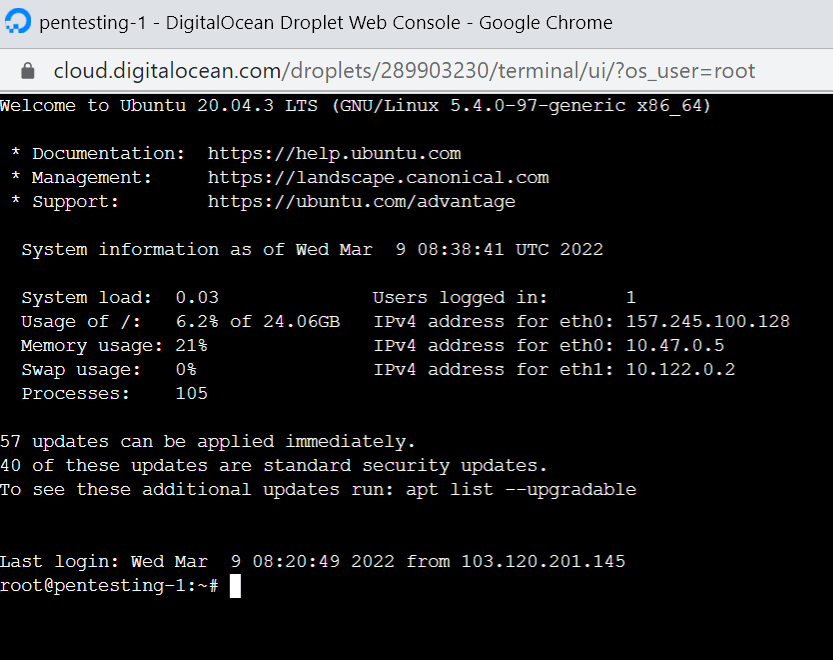 pentesting-1 - DigitalOcean Droplet Web Console - Google Chrome
cloud.digitalocean.com/droplets/289903230/terminal/ui/?os_user=root
Welcome to Ubuntu 20.04.3 LTS (GNU/Linux 5.4.0-97-generic x86_64)
* Documentation: https://help.ubuntu.com
* Management: https://landscape.canonical.com
* Support: https://ubuntu.com/advantage
System information as of Wed Mar 9 08:38:41 UTC 2022
System load: 0.03 Users logged in: 1
Usage of /: 6.2% of 24.06GB IPv4 address for eth0: 157.245.100.128
Memory usage: 21% IPv4 address for eth0: 10.47.0.5
Swap usage: 0% IPv4 address for eth1: 10.122.0.2
Processes: 105
57 updates can be applied immediately.
40 of these updates are standard security updates.
To see these additional updates run: apt list --upgradable
Last login: Wed Mar 9 08:20:49 2022 from 103.120.201.145
root@pentesting-1:~#